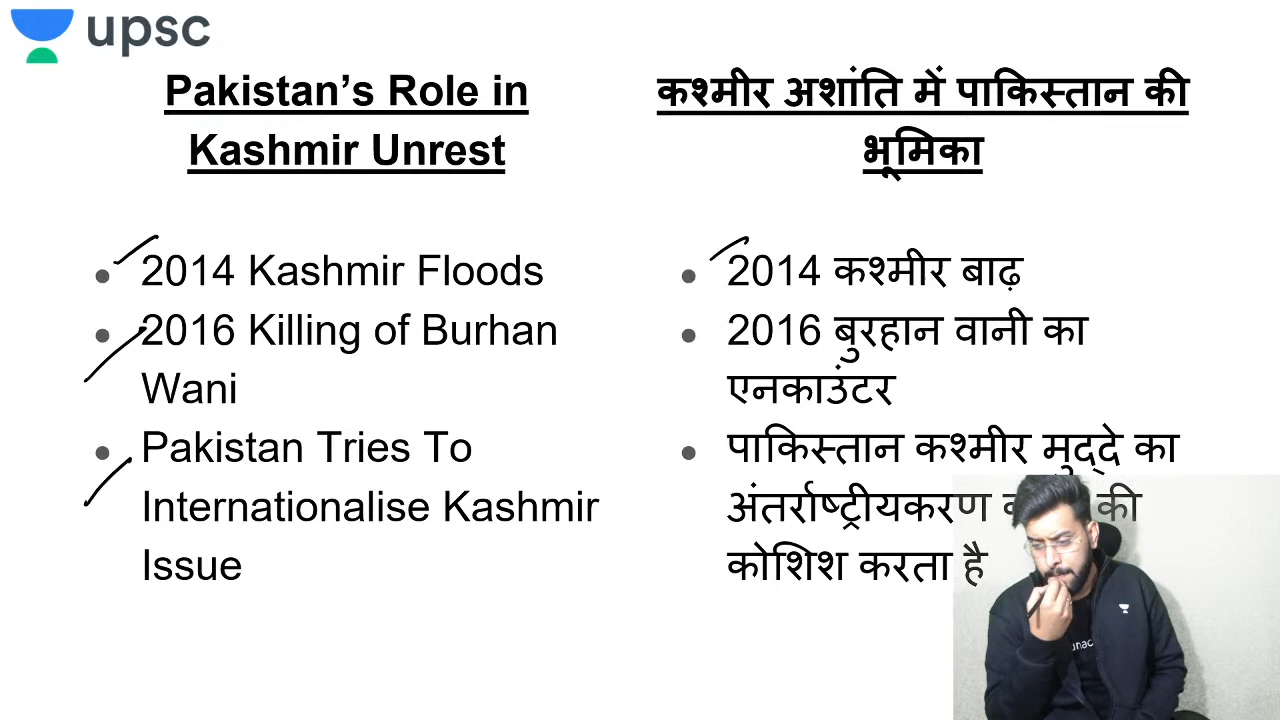 upsc
Pakistan's Role in
Kashmir Unrest
2014 Kashmir Floods
2016 Killing of Burhan
Wani
Pakistan Tries To
Internationalise Kashmir
Issue
कश्मीर अशांति में पाकिस्तान की
भूमिका
2014 कश्मीर बाढ़
2016 बुरहान वानी का
एनकाउंटर
पाकिस्तान कश्मीर मुद्दे का
अंतर्राष्ट्रीयकरण की
कोशिश करता है